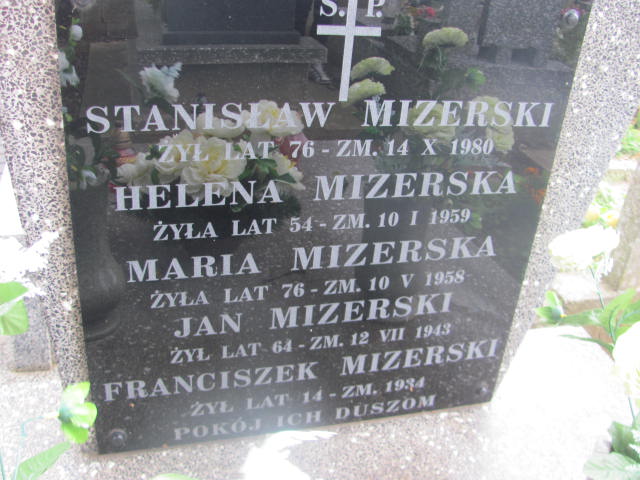 Ś. P.
STANISŁAW MIZERSKI
ŻYŁ LAT 76 - ZM. 14 X 1980
HELENA MIZERSKA
ŻYŁA LAT 54 - ZM. 10 I 1959
MARIA MIZERSKA
ŻYŁA LAT 76 - ZM. 10 V 1958
JAN MIZERSKI
ŻYŁ LAT 64 - ZM. 12 VII 1943
FRANCISZEK MIZERSKI
ŻYŁ LAT 14 - ZM. 1934
POKÓJ ICH DUSZOM